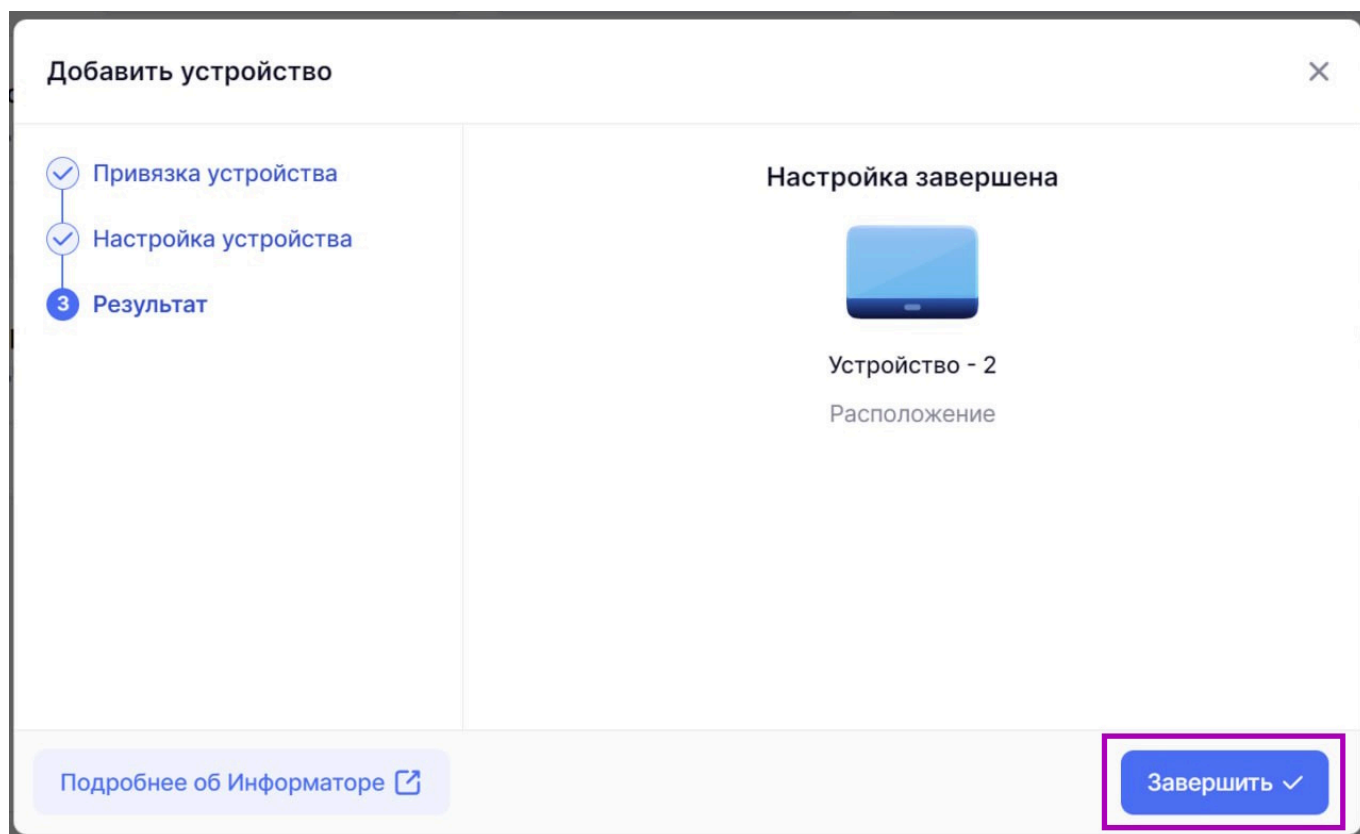 Добавить устройство
Привязка устройства
Настройка устройства
3 Результат
Настройка завершена
Устройство - 2
Расположение
Подробнее об Информаторе
Завершить